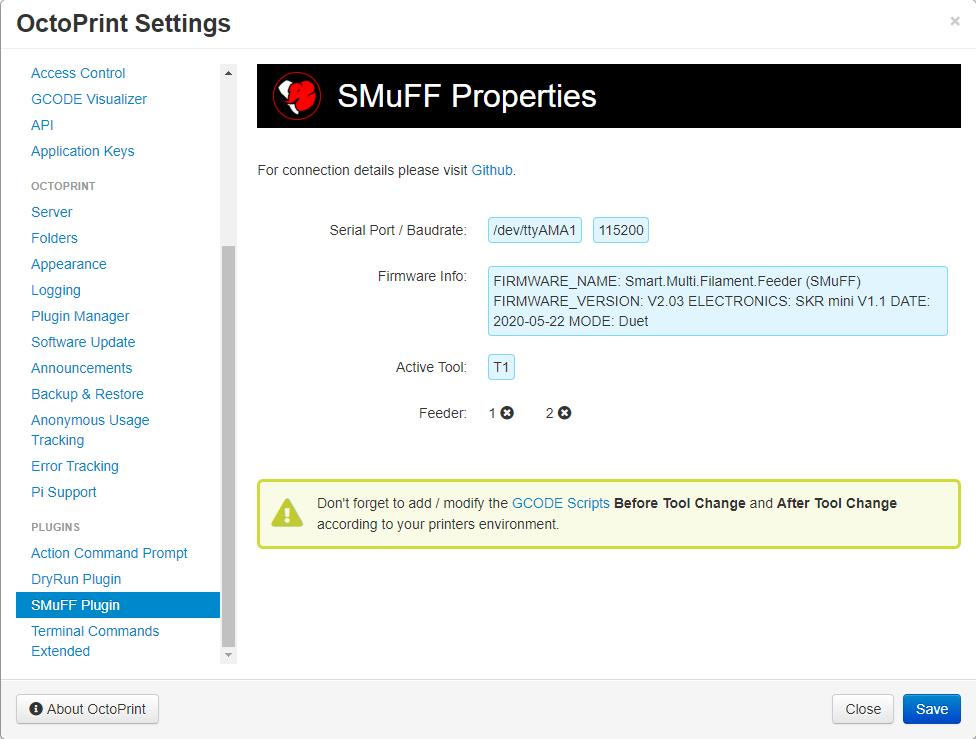 OctoPrint Settings
×
Access Control
GCODE Visualizer
API
Application Keys
OCTOPRINT
Server
Folders
Appearance
Logging
Plugin Manager
Software Update
Announcements
Backup & Restore
Anonymous Usage
Tracking
Error Tracking
Pi Support
PLUGINS
Action Command Prompt
DryRun Plugin
SMuFF Plugin
Terminal Commands
Extended
SMuFF Properties
For connection details please visit Github.
Serial Port / Baudrate: /dev/ttyAMA1 115200
Firmware Info: FIRMWARE_NAME: Smart.Multi.Filament.Feeder (SMuFF)
FIRMWARE_VERSION: V2.03 ELECTRONICS: SKR mini V1.1 DATE:
2020-05-22 MODE: Duet
Active Tool: T1
Feeder: 1 2
Don't forget to add / modify the GCODE Scripts Before Tool Change and After Tool Change
according to your printers environment.
About OctoPrint
Close Save